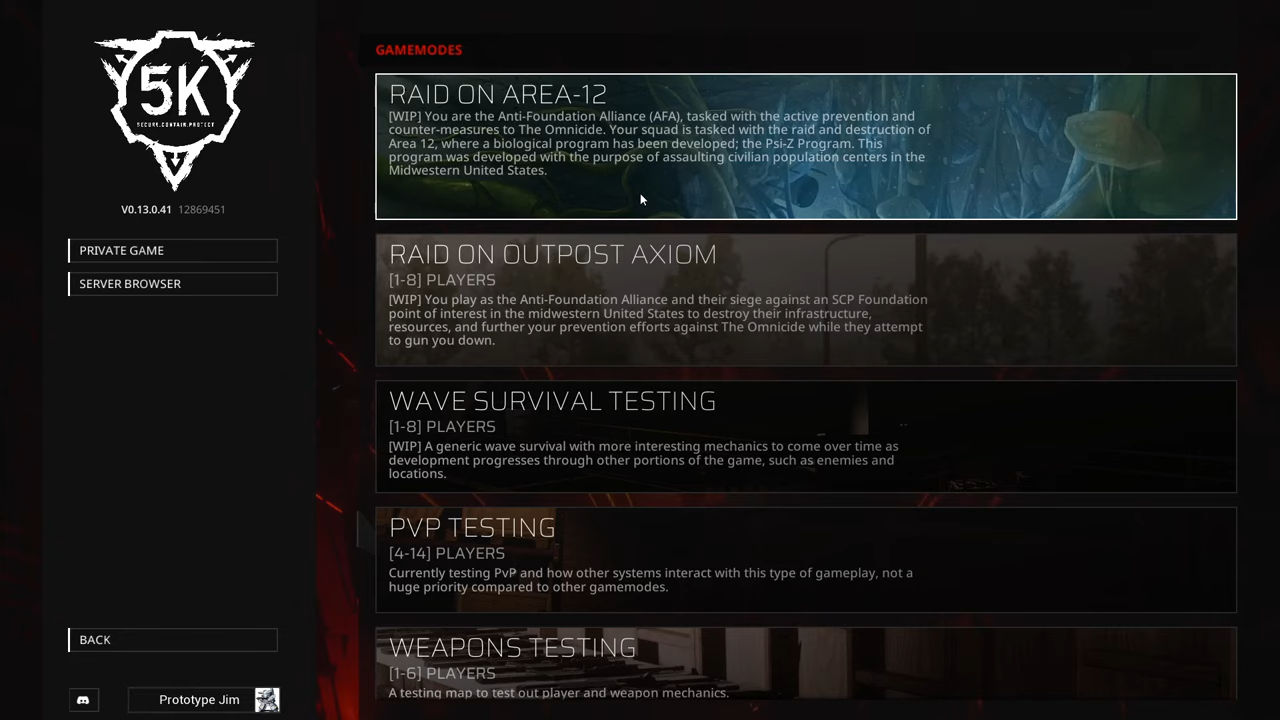 5K
SECURE.CONTAIN.PROTECT
V0.13.0.41 12869451
PRIVATE GAME
SERVER BROWSER
BACK
Prototype Jim
GAMEMODES
RAID ON AREA-12
[WIP] You are the Anti-Foundation Alliance (AFA), tasked with the active prevention and
counter-measures to The Omnicide. Your squad is tasked with the raid and destruction of
Area 12, where a biological program has been developed; the Psi-Z Program. This
program was developed with the purpose of assaulting civilian population centers in the
Midwestern United States.
RAID ON OUTPOST AXIOM
[1-8] PLAYERS
[WIP] You play as the Anti-Foundation Alliance and their siege against an SCP Foundation
point of interest in the midwestern United States to destroy their infrastructure,
resources, and further your prevention efforts against The Omnicide while they attempt
to gun you down.
WAVE SURVIVAL TESTING
[1-8] PLAYERS
[WIP] A generic wave survival with more interesting mechanics to come over time as
development progresses through other portions of the game, such as enemies and
locations.
PVP TESTING
[4-14] PLAYERS
Currently testing PvP and how other systems interact with this type of gameplay, not a
huge priority compared to other gamemodes.
WEAPONS TESTING
[1-6] PLAYERS
A testing map to test out player and weapon mechanics.